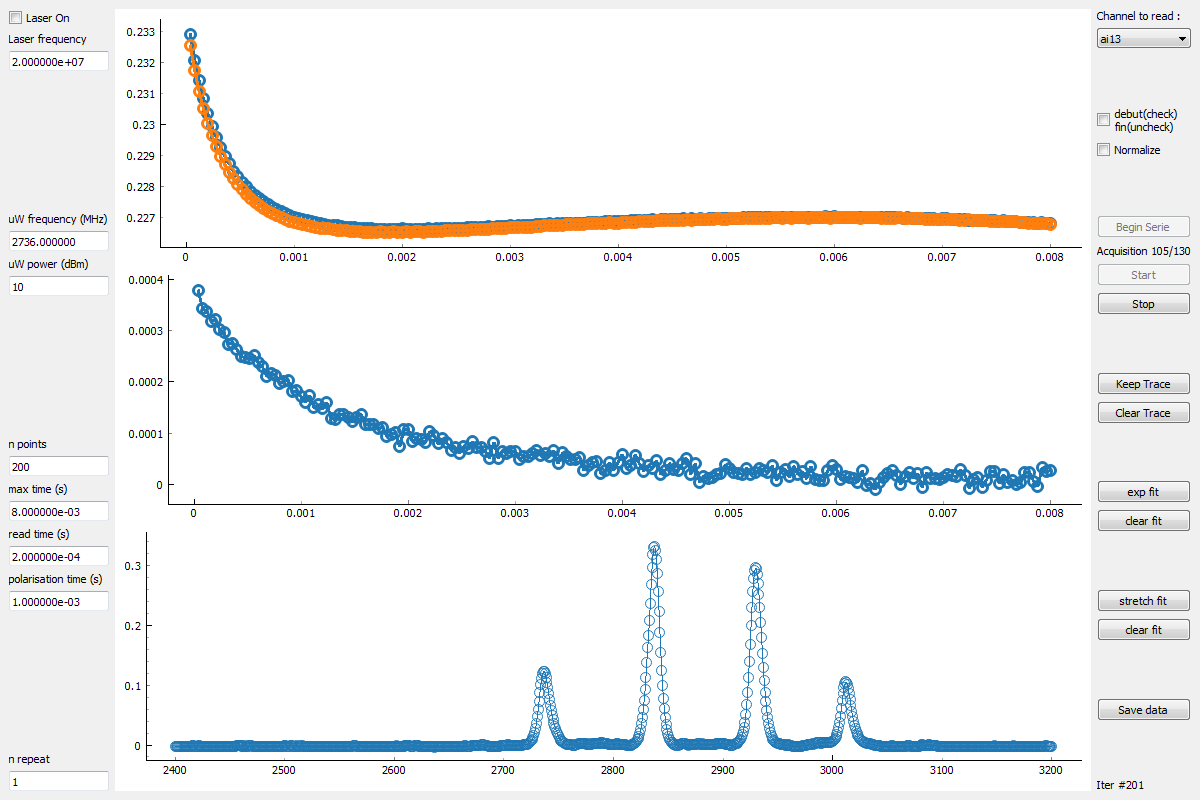 Laser On
Laser frequency
2.000000e+07
uW frequency (MHz)
2736.000000
uW power (dBm)
10
n points
200
max time (s)
8.000000e-03
read time (s)
2.000000e-04
polarisation time (s)
1.000000e-03
n repeat
1
0.233
0.232
0.231
0.23
0.229
0.228
0.227
0 0.001 0.002 0.003 0.004 0.005 0.006 0.007 0.008
0.0004
0.0003
0.0002
0.0001
0
0 0.001 0.002 0.003 0.004 0.005 0.006 0.007 0.008
0.3
0.2
0.1
0
2400 2500 2600 2700 2800 2900 3000 3100 3200
Channel to read :
ai13
debut(check)
fin(uncheck)
Normalize
Begin Serie
Acquisition 105/130
Start
Stop
Keep Trace
Clear Trace
exp fit
clear fit
stretch fit
clear fit
Save data
Iter #201